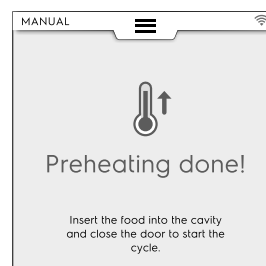 MANUAL
Preheating done!
Insert the food into the cavity
and close the door to start the
cycle.